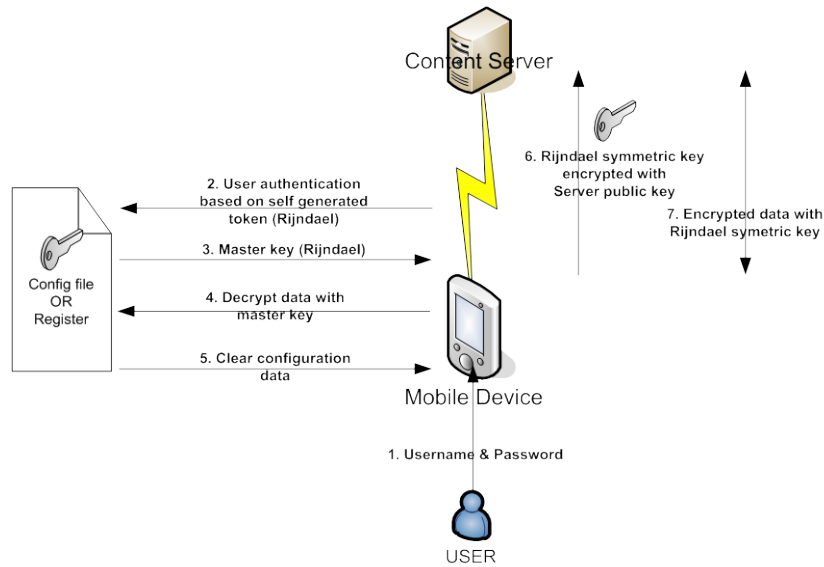 Content Server
6. Rijndael symmetric key
encrypted with
Server public key
7. Encrypted data with
Rijndael symetric key
2. User authentication
based on self generated
token (Rijndael)
3. Master key (Rijndael)
4. Decrypt data with
master key
5. Clear configuration
data
Config file
OR
Register
Mobile Device
1. Username & Password
USER